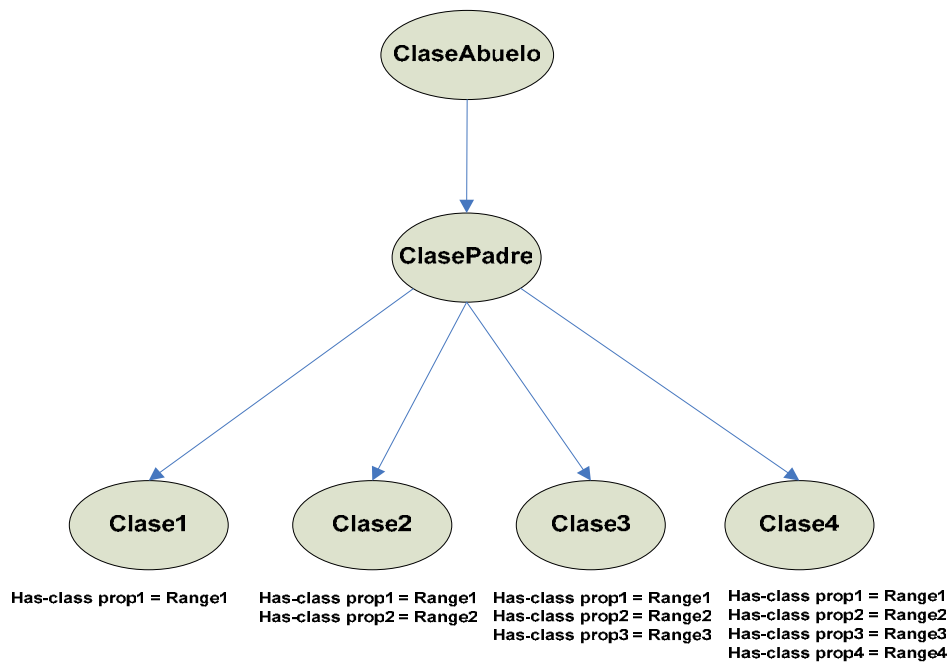 ClaseAbuelo
ClasePadre
Clase1
Clase2
Clase3
Clase4
Has-class prop1 = Range1
Has-class prop1 = Range1
Has-class prop2 = Range2
Has-class prop1 = Range1
Has-class prop2 = Range2
Has-class prop3 = Range3
Has-class prop1 = Range1
Has-class prop2 = Range2
Has-class prop3 = Range3
Has-class prop4 = Range4